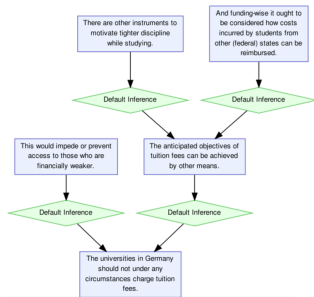 There are other instruments to
motivate tighter discipline
while studying.
And funding-wise it ought to
be considered how costs
incurred by students from
other (federal) states can be
reimbursed.
Default Inference
Default Inference
This would impede or prevent
access to those who are
financially weaker.
The anticipated objectives of
tuition fees can be achieved
by other means.
Default Inference
Default Inference
The universities in Germany
should not under any
circumstances charge tuition
fees.